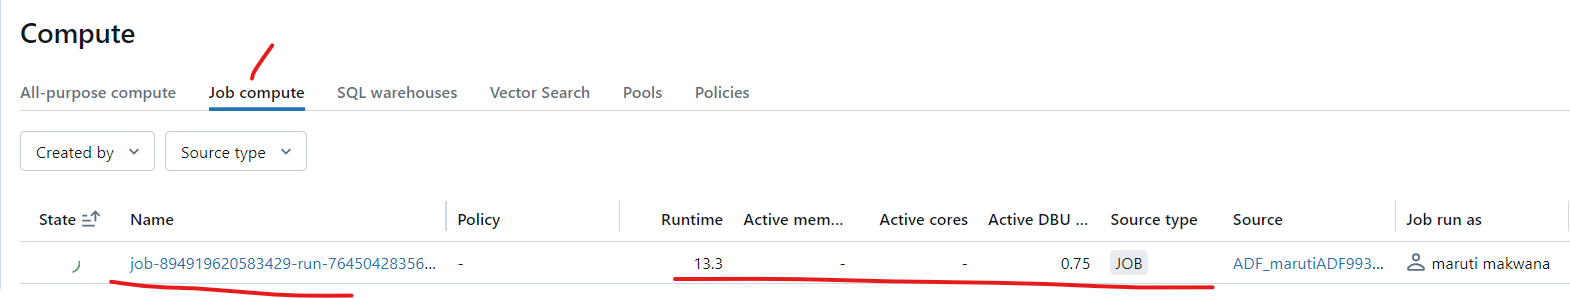 Compute
All-purpose compute Job compute SQL warehouses Vector Search Pools Policies
Created by Source type
State Name Policy Runtime Active mem... Active cores Active DBU ... Source type Source Job run as
job-894919620583429-run-76450428356... - 13.3 - - 0.75 JOB ADF_marutiADF993... maruti makwana